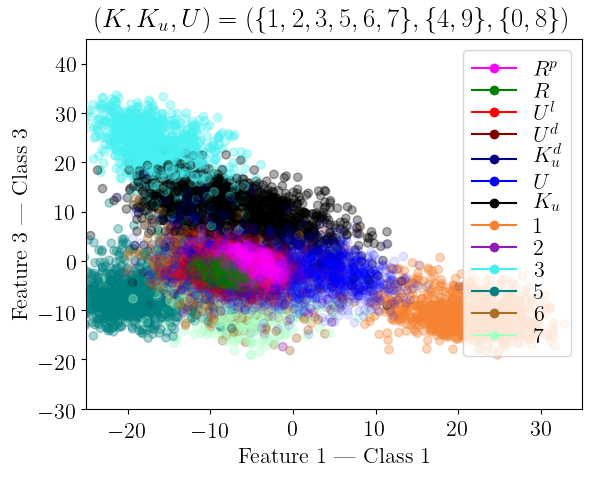 (K, K_u, U) = ({1, 2, 3, 5, 6, 7}, {4, 9}, {0, 8})
Feature 3 — Class 3
40
30
20
10
0
−10
−20
−30
−20
−10
0
10
20
30
Feature 1 — Class 1
R^p
R
U^l
U^d
K_u^d
U
K_u
1
2
3
5
6
7